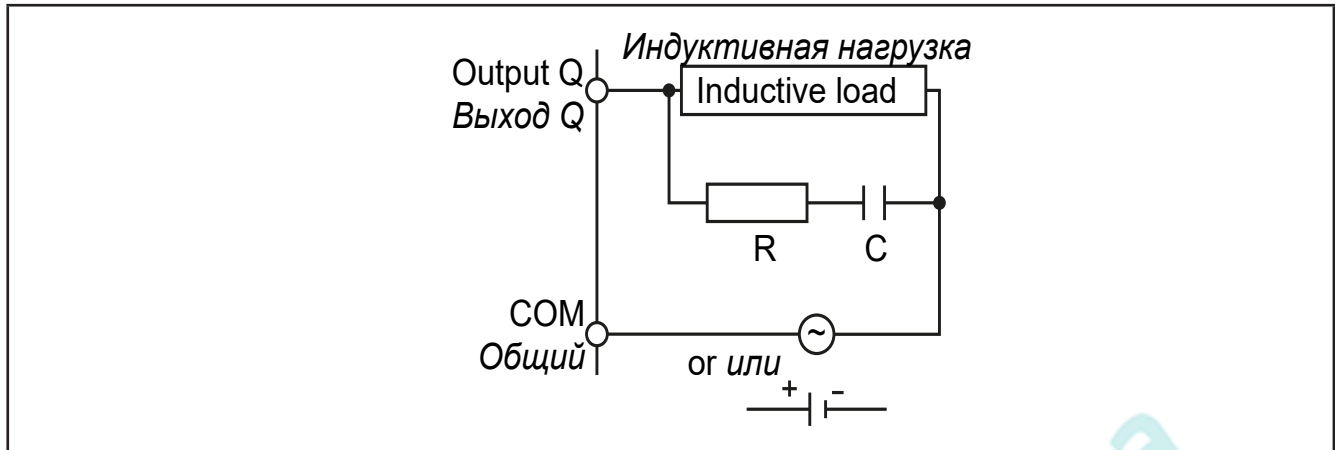 Индуктивная нагрузка
Output Q
Inductive load
Выход Q
R
C
COM
~
Общий
or или
+ −